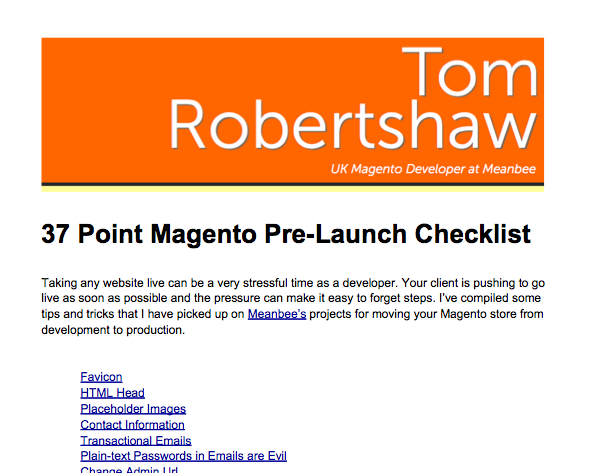 Tom
Robertshaw
UK Magento Developer at Meanbee
37 Point Magento Pre-Launch Checklist
Taking any website live can be a very stressful time as a developer. Your client is pushing to go
live as soon as possible and the pressure can make it easy to forget steps. I've compiled some
tips and tricks that I have picked up on Meanbee's projects for moving your Magento store from
development to production.
Favicon
HTML Head
Placeholder Images
Contact Information
Transactional Emails
Plain-text Passwords in Emails are Evil
Change Admin Url